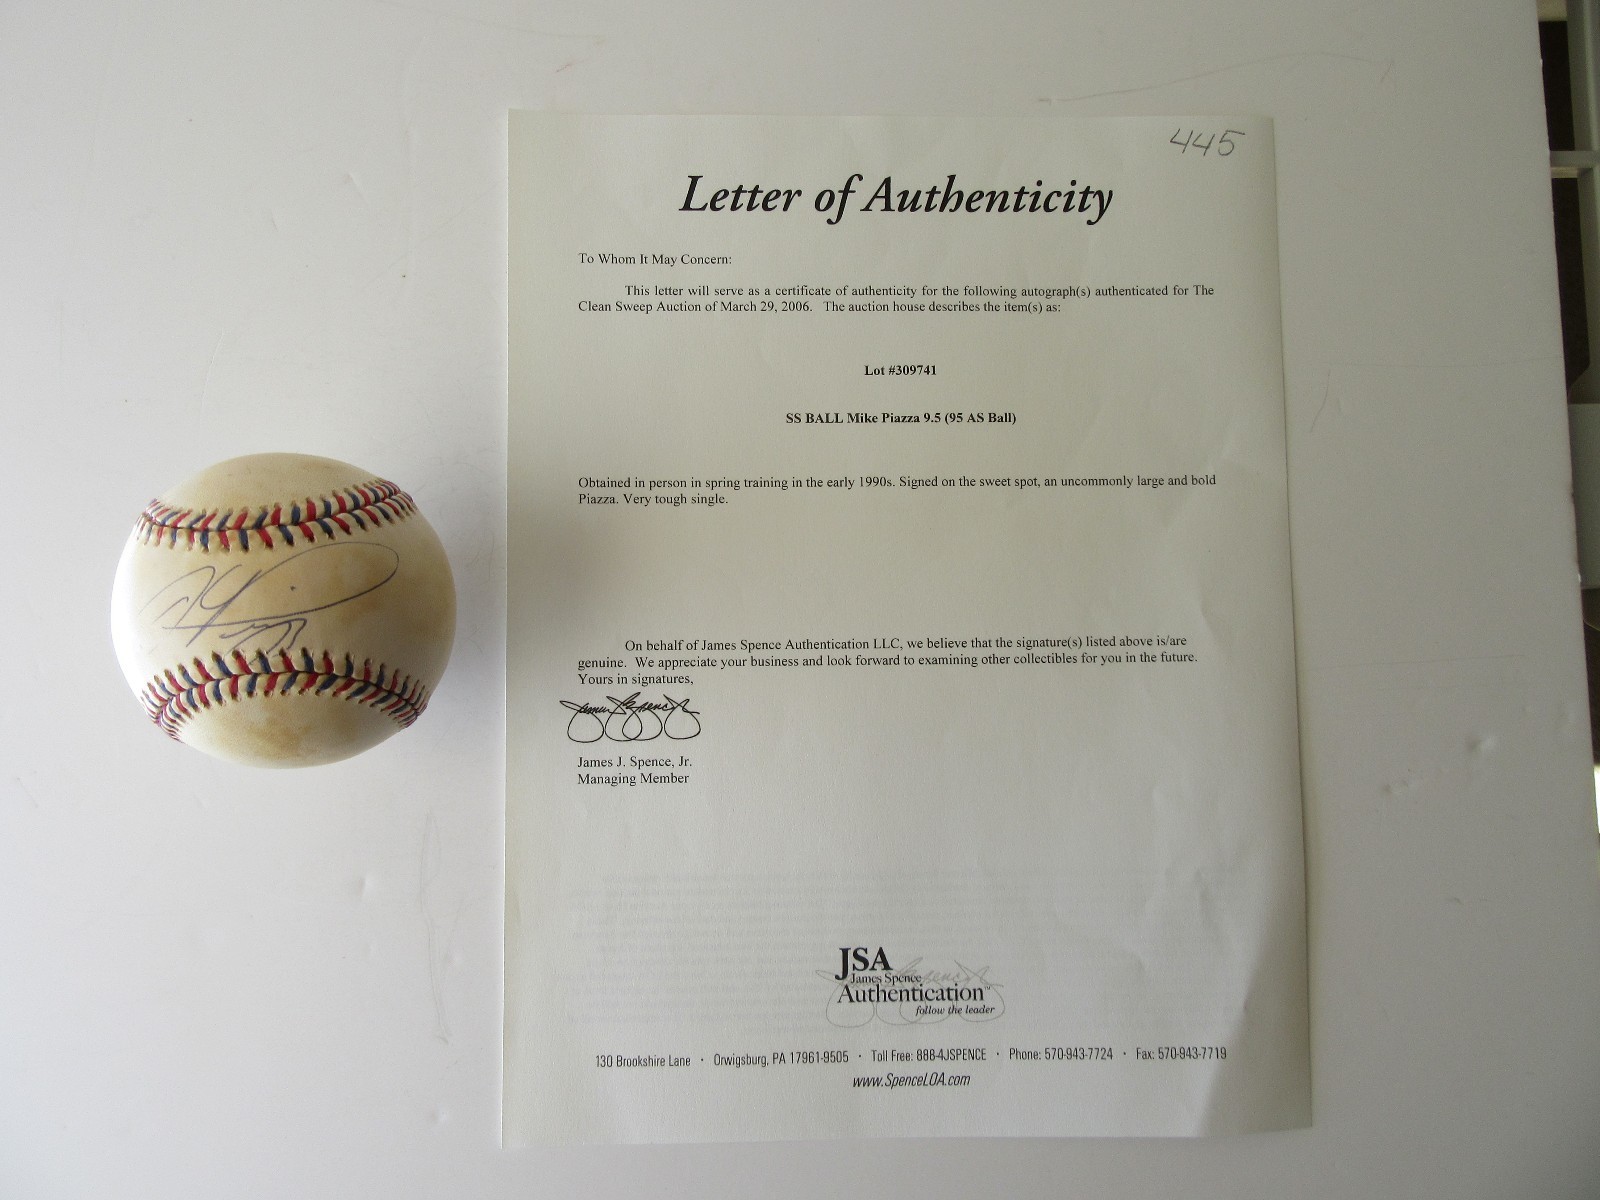 445
Letter of Authenticity
To Whom It May Concern:
This letter will serve as a certificate of authenticity for the following autograph(s) authenticated for The
Clean Sweep Auction of March 29, 2006. The auction house describes the item(s) as:
Lot #309741
SS BALL Mike Piazza 9.5 (95 AS Ball)
Obtained in person in spring training in the early 1990s. Signed on the sweet spot, an uncommonly large and bold
Piazza. Very tough single.
On behalf of James Spence Authentication LLC, we believe that the signature(s) listed above is/are
genuine. We appreciate your business and look forward to examining other collectibles for you in the future.
Yours in signatures,
James J. Spence, Jr.
Managing Member
JSA
James Spence
Authentication™
follow the leader
130 Brookshire Lane · Orwigsburg, PA 17961-9505 · Toll Free: 888-4JSPENCE · Phone: 570-943-7724 · Fax: 570-943-7719
www.SpenceLOA.com